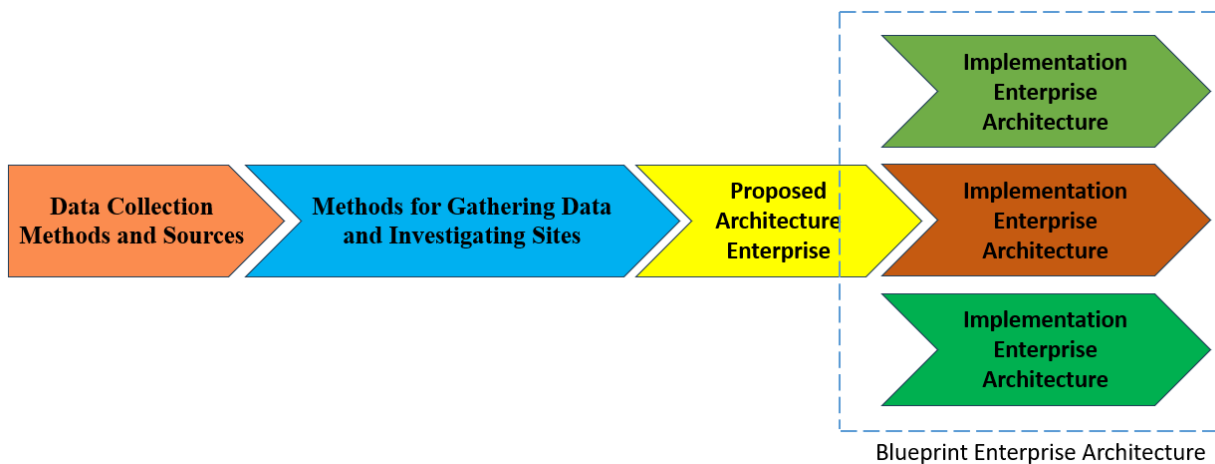 Data Collection
Methods and Sources
Methods for Gathering Data
and Investigating Sites
Proposed
Architecture
Enterprise
Implementation
Enterprise
Architecture
Implementation
Enterprise
Architecture
Implementation
Enterprise
Architecture
Blueprint Enterprise Architecture